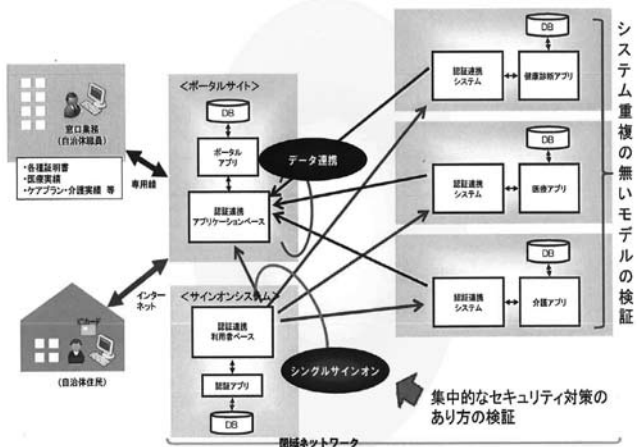 <ポータルサイト>
DB
ポータル
アプリ
認証連携
アプリケーションベース
データ連携
窓口業務
(自治体職員)
・各種証明書
・医療実績
・ケアプラン・介護実績 等
専用線
インター
ネット
ICカード
(自治体住民)
<サインオンシステム>
認証連携
利用者ベース
認証アプリ
DB
シングルサインオン
DB
認証連携
システム
健康診断アプリ
DB
認証連携
システム
医療アプリ
DB
認証連携
システム
介護アプリ
システム重複の無いモデルの検証
集中的なセキュリティ対策の
あり方の検証
閉域ネットワーク